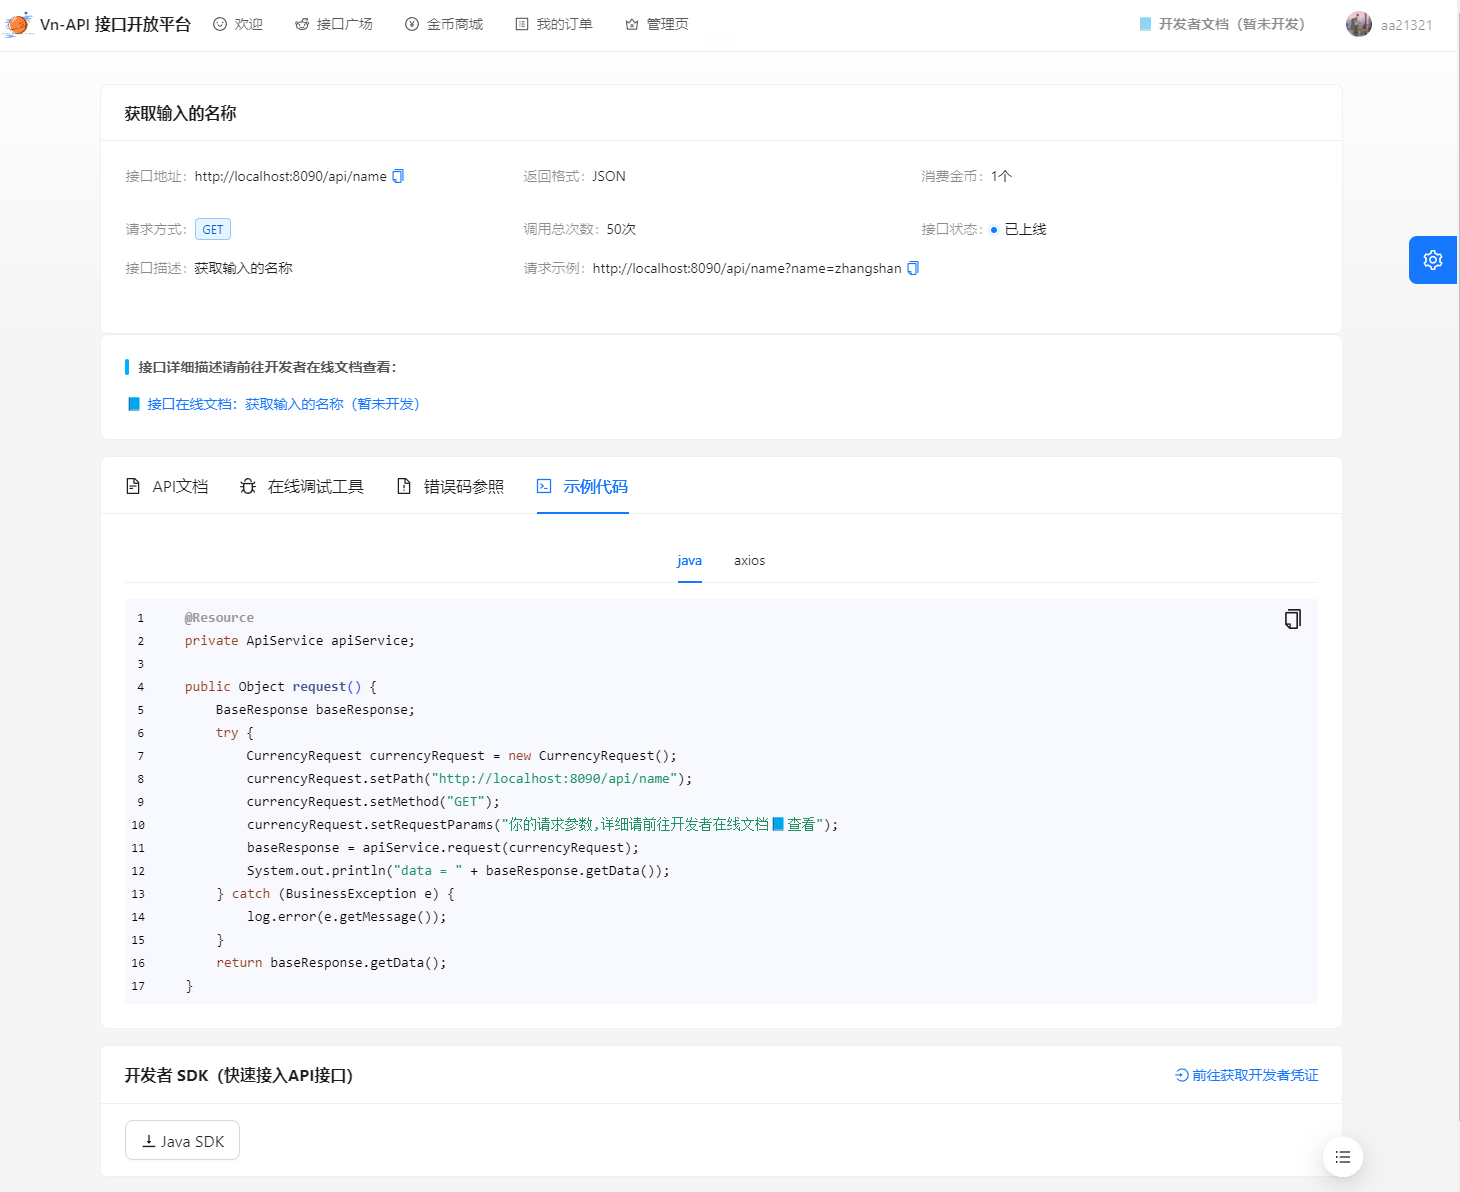 Vn-API 接口开放平台 欢迎 接口广场 金币商城 我的订单 管理页 开发者文档（暂未开发） aa21321
获取输入的名称
接口地址：http://localhost:8090/api/name 返回格式：JSON 消费金币：1个
请求方式：GET 调用总次数：50次 接口状态：已上线
接口描述：获取输入的名称 请求示例：http://localhost:8090/api/name?name=zhangshan
接口详细描述请前往开发者在线文档查看：
📘 接口在线文档：获取输入的名称（暂未开发）
API文档 在线调试工具 错误码参照 示例代码
java axios
1 @Resource
2 private ApiService apiService;
3
4 public Object request() {
5 BaseResponse baseResponse;
6 try {
7 CurrencyRequest currencyRequest = new CurrencyRequest();
8 currencyRequest.setPath("http://localhost:8090/api/name");
9 currencyRequest.setMethod("GET");
10 currencyRequest.setRequestParams("你的请求参数,详细请前往开发者在线文档📘查看");
11 baseResponse = apiService.request(currencyRequest);
12 System.out.println("data = " + baseResponse.getData());
13 } catch (BusinessException e) {
14 log.error(e.getMessage());
15 }
16 return baseResponse.getData();
17 }
开发者 SDK（快速接入API接口） 前往获取开发者凭证
Java SDK